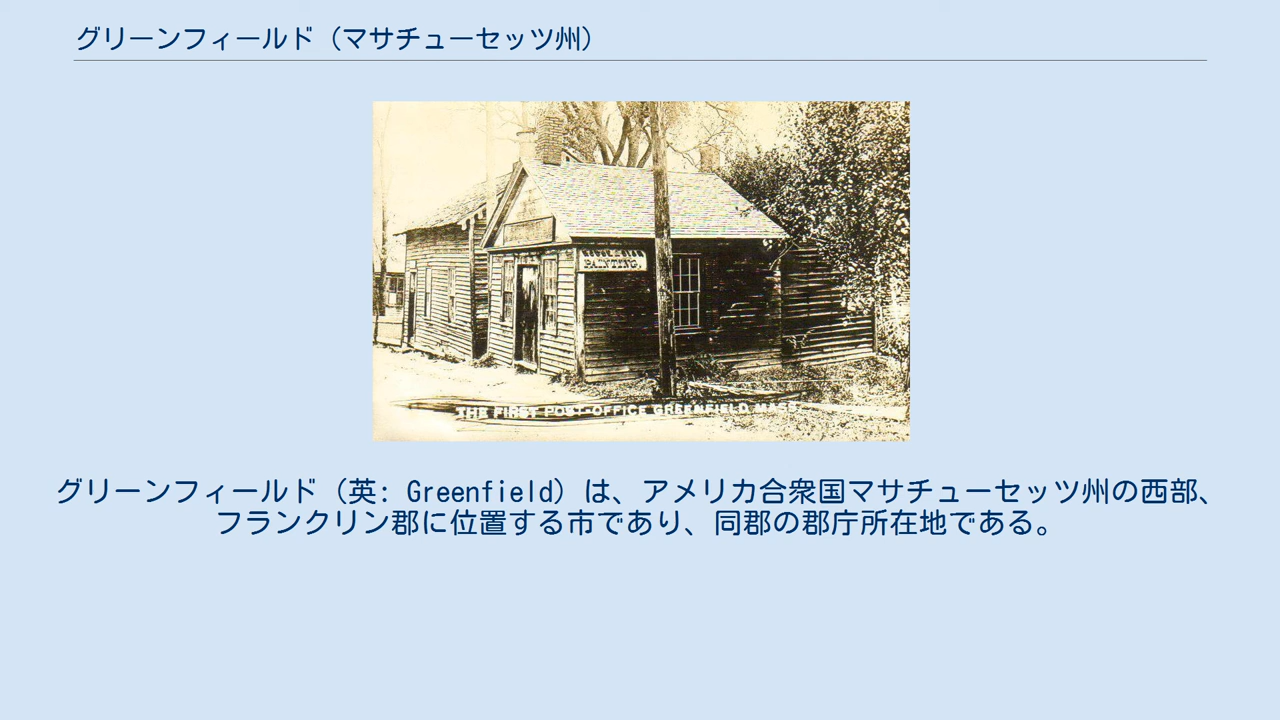 グリーンフィールド（マサチューセッツ州）
PAINTING,
THE FIRST POST-OFFICE GREENFIELD MASS.
グリーンフィールド（英: Greenfield）は、アメリカ合衆国マサチューセッツ州の西部、
フランクリン郡に位置する市であり、同郡の郡庁所在地である。